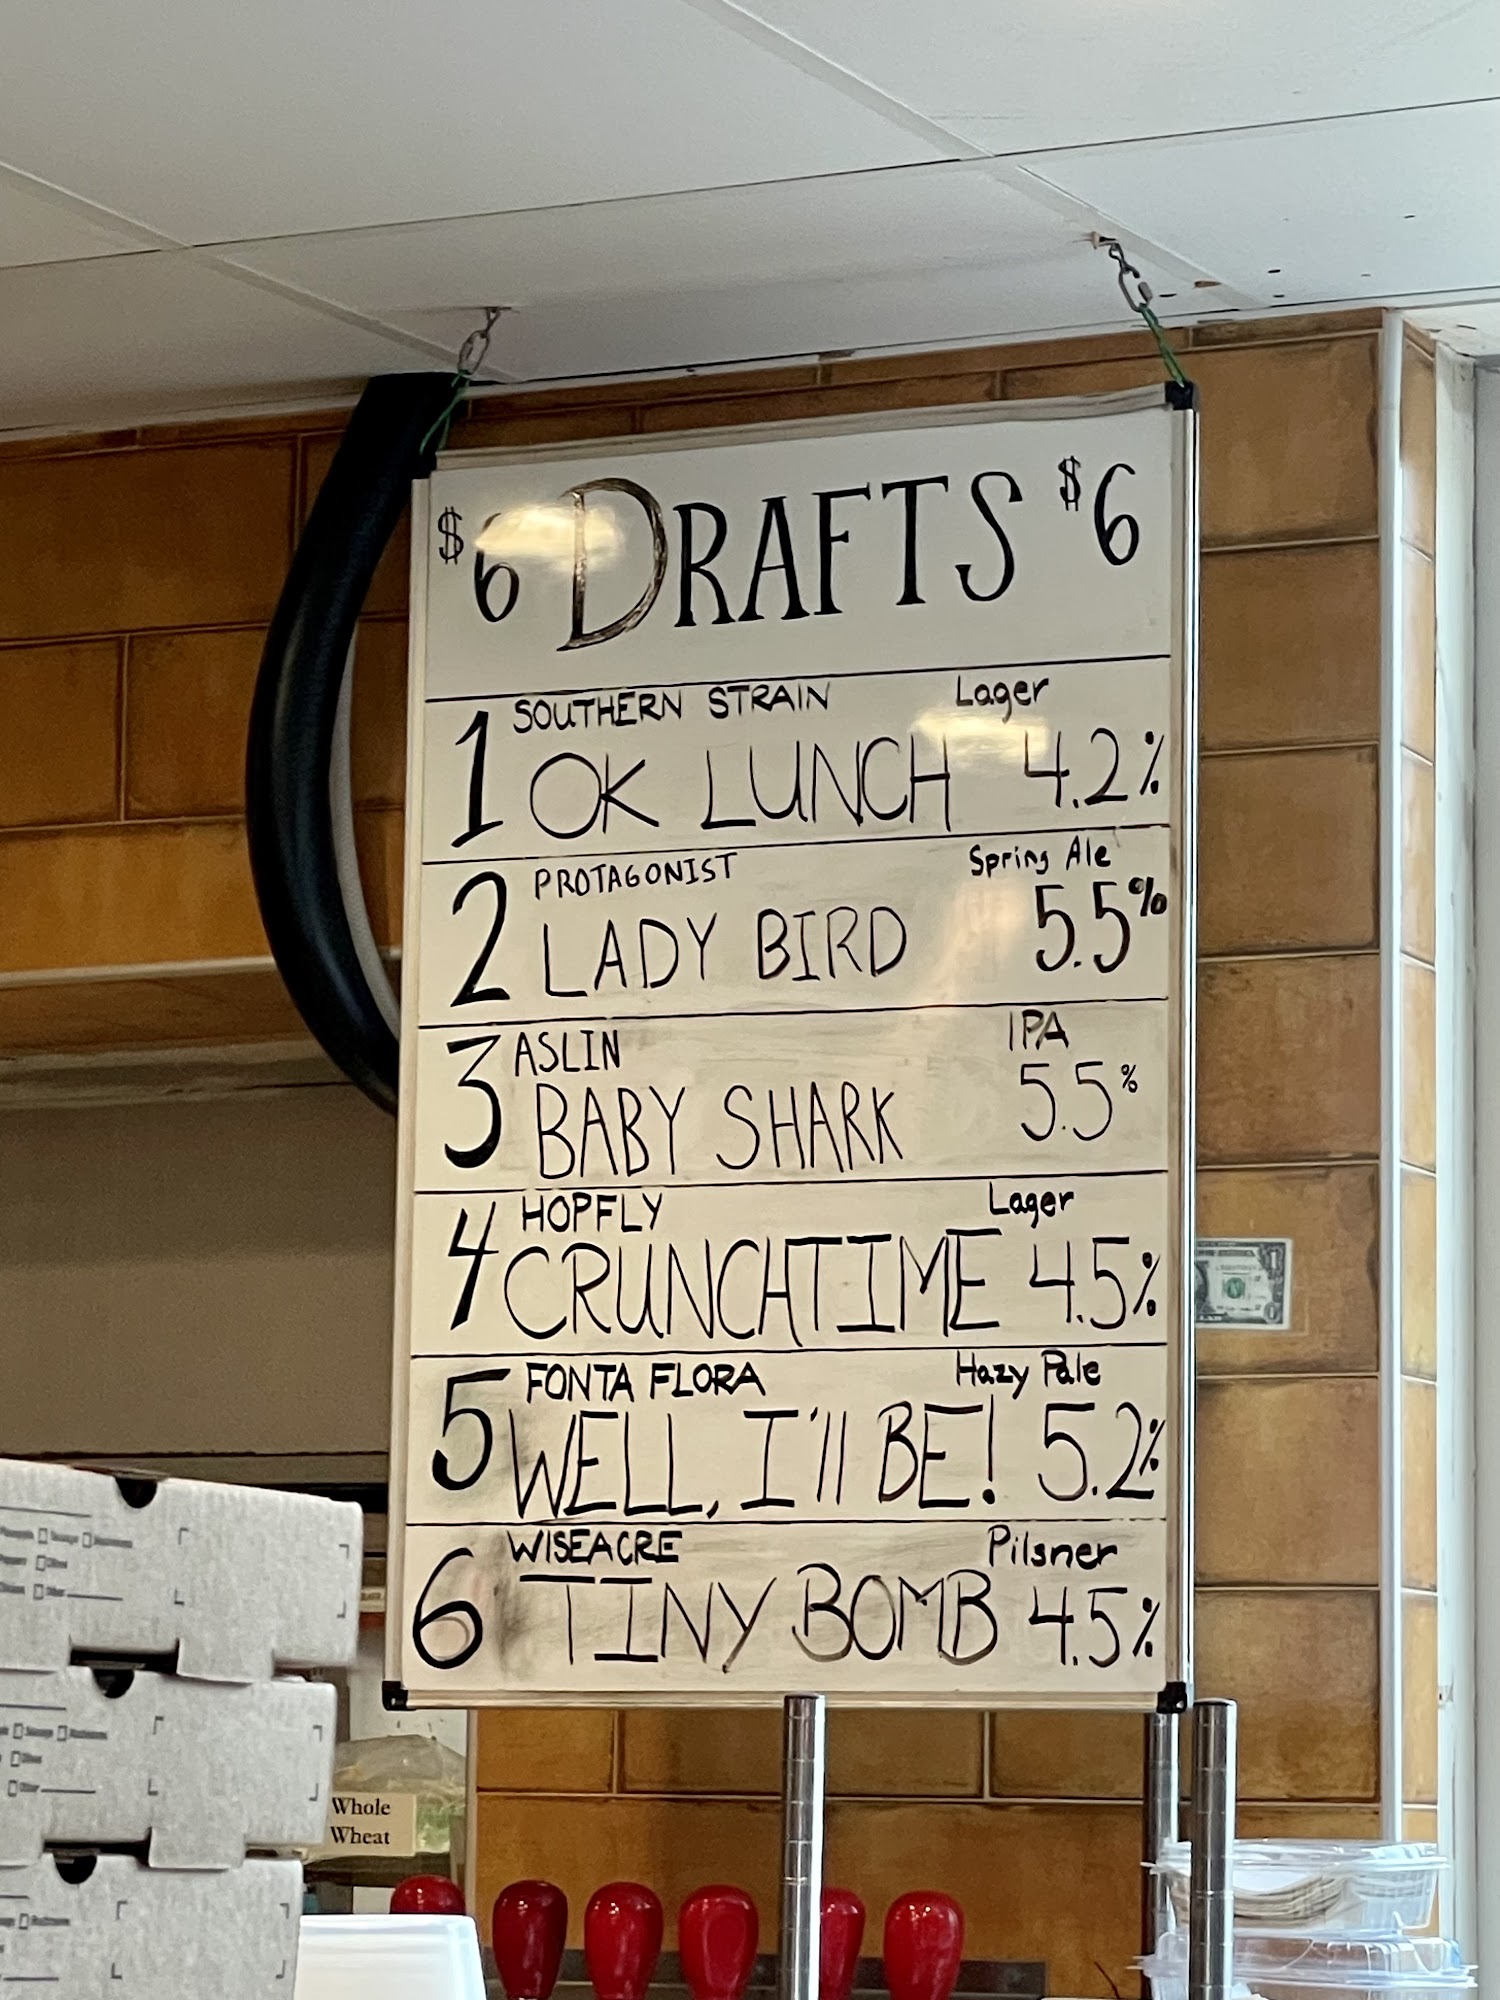 $6 DRAFTS $6
1 SOUTHERN STRAIN Lager
OK LUNCH 4.2%
2 PROTAGONIST Spring Ale
LADY BIRD 5.5%
3 ASLIN IPA
BABY SHARK 5.5%
4 HOPFLY Lager
CRUNCHTIME 4.5%
5 FONTA FLORA Hazy Pale
WELL, I'll BE! 5.2%
6 WISEACRE Pilsner
TINY BOMB 4.5%
Whole
Wheat